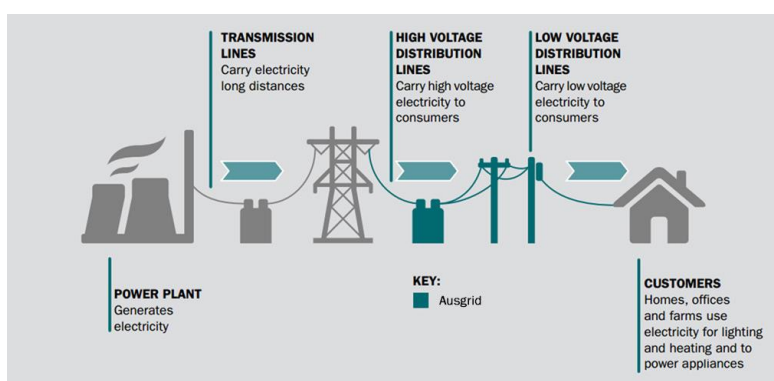 TRANSMISSION
LINES
Carry electricity
long distances
HIGH VOLTAGE
DISTRIBUTION
LINES
Carry high voltage
electricity to
consumers
LOW VOLTAGE
DISTRIBUTION
LINES
Carry low voltage
electricity to
consumers
POWER PLANT
Generates
electricity
KEY:
Ausgrid
CUSTOMERS
Homes, offices
and farms use
electricity for lighting
and heating and to
power appliances